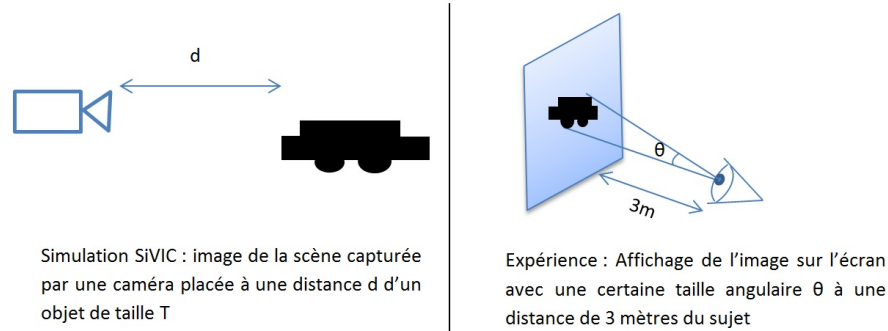 d
Simulation SiVIC : image de la scène capturée
par une caméra placée à une distance d d’un
objet de taille T
θ
3m
Expérience : Affichage de l’image sur l’écran
avec une certaine taille angulaire θ à une
distance de 3 mètres du sujet